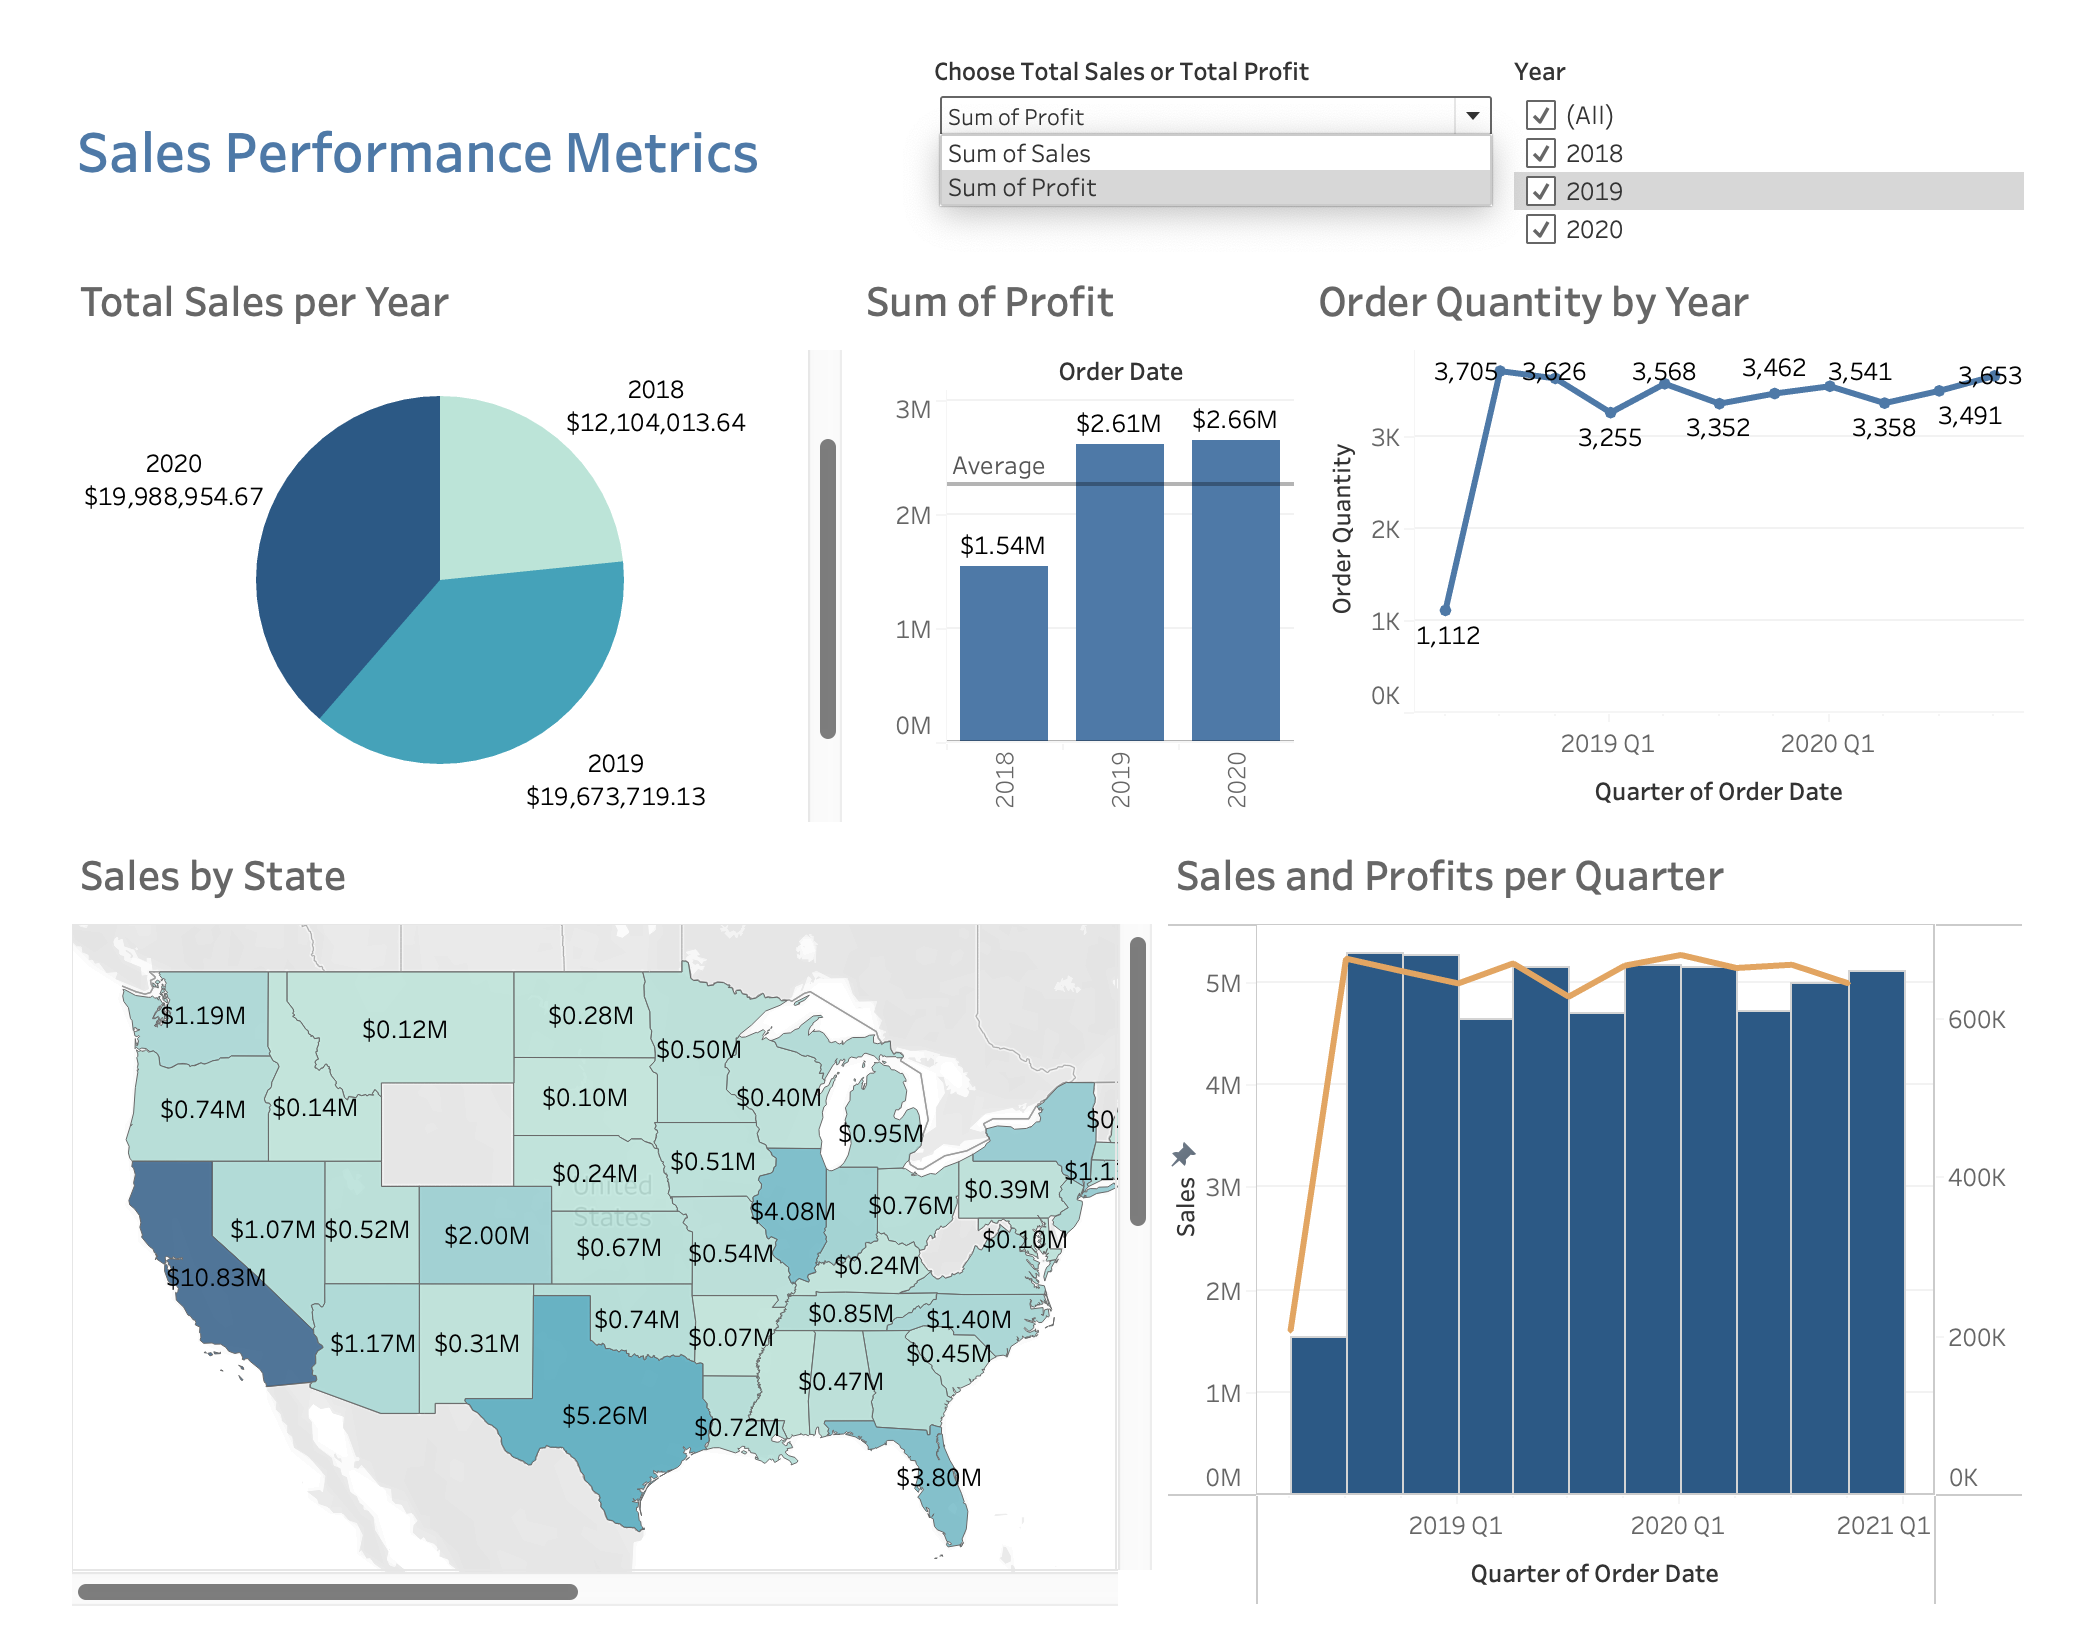 Choose Total Sales or Total Profit
Year
Sum of Profit
Sum of Sales
Sum of Profit
(All)
2018
2019
2020
Sales Performance Metrics
Total Sales per Year
2018
$12,104,013.64
2020
$19,988,954.67
2019
$19,673,719.13
Sum of Profit
Order Date
3M
2M
1M
0M
$2.61M
$2.66M
Average
$1.54M
2018
2019
2020
Order Quantity by Year
3,705
3,626
3,568
3,462
3,541
3,653
3,255
3,352
3,358
3,491
1,112
Order Quantity
3K
2K
1K
0K
2019 Q1
2020 Q1
Quarter of Order Date
Sales by State
$1.19M
$0.12M
$0.28M
$0.50M
$0.74M
$0.14M
$0.10M
$0.40M
$0.95M
$0.24M
$0.51M
United
States
$1.07M
$0.52M
$2.00M
$0.67M
$0.54M
$4.08M
$0.76M
$0.39M
$0.10M
$0.24M
$10.83M
$1.17M
$0.31M
$0.74M
$0.07M
$0.85M
$1.40M
$0.45M
$0.47M
$5.26M
$0.72M
$3.80M
Sales and Profits per Quarter
Sales
5M
4M
3M
2M
1M
0M
600K
400K
200K
0K
2019 Q1
2020 Q1
2021 Q1
Quarter of Order Date